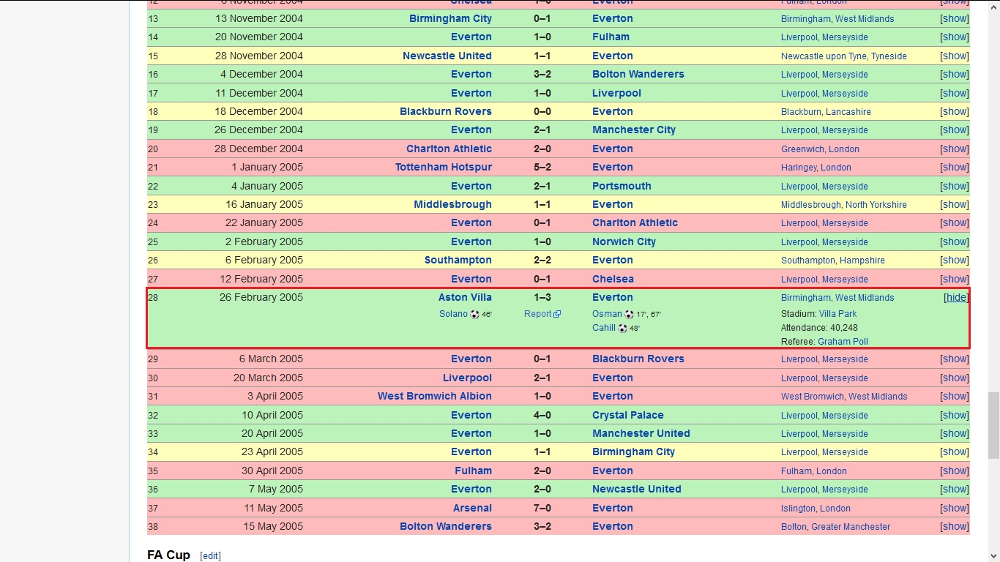 12 6 November 2004 Chelsea 1–0 Everton Fulham, London [show]
13 13 November 2004 Birmingham City 0–1 Everton Birmingham, West Midlands [show]
14 20 November 2004 Everton 1–0 Fulham Liverpool, Merseyside [show]
15 28 November 2004 Newcastle United 1–1 Everton Newcastle upon Tyne, Tyneside [show]
16 4 December 2004 Everton 3–2 Bolton Wanderers Liverpool, Merseyside [show]
17 11 December 2004 Everton 1–0 Liverpool Liverpool, Merseyside [show]
18 18 December 2004 Blackburn Rovers 0–0 Everton Blackburn, Lancashire [show]
19 26 December 2004 Everton 2–1 Manchester City Liverpool, Merseyside [show]
20 28 December 2004 Charlton Athletic 2–0 Everton Greenwich, London [show]
21 1 January 2005 Tottenham Hotspur 5–2 Everton Haringey, London [show]
22 4 January 2005 Everton 2–1 Portsmouth Liverpool, Merseyside [show]
23 16 January 2005 Middlesbrough 1–1 Everton Middlesbrough, North Yorkshire [show]
24 22 January 2005 Everton 0–1 Charlton Athletic Liverpool, Merseyside [show]
25 2 February 2005 Everton 1–0 Norwich City Liverpool, Merseyside [show]
26 6 February 2005 Southampton 2–2 Everton Southampton, Hampshire [show]
27 12 February 2005 Everton 0–1 Chelsea Liverpool, Merseyside [show]
28 26 February 2005 Aston Villa 1–3 Everton Birmingham, West Midlands [hide]
Solano 46' Report Osman 17', 67' Stadium: Villa Park
Cahill 48' Attendance: 40,248
Referee: Graham Poll
29 6 March 2005 Everton 0–1 Blackburn Rovers Liverpool, Merseyside [show]
30 20 March 2005 Liverpool 2–1 Everton Liverpool, Merseyside [show]
31 3 April 2005 West Bromwich Albion 1–0 Everton West Bromwich, West Midlands [show]
32 10 April 2005 Everton 4–0 Crystal Palace Liverpool, Merseyside [show]
33 20 April 2005 Everton 1–0 Manchester United Liverpool, Merseyside [show]
34 23 April 2005 Everton 1–1 Birmingham City Liverpool, Merseyside [show]
35 30 April 2005 Fulham 2–0 Everton Fulham, London [show]
36 7 May 2005 Everton 2–0 Newcastle United Liverpool, Merseyside [show]
37 11 May 2005 Arsenal 7–0 Everton Islington, London [show]
38 15 May 2005 Bolton Wanderers 3–2 Everton Bolton, Greater Manchester [show]
FA Cup [edit]